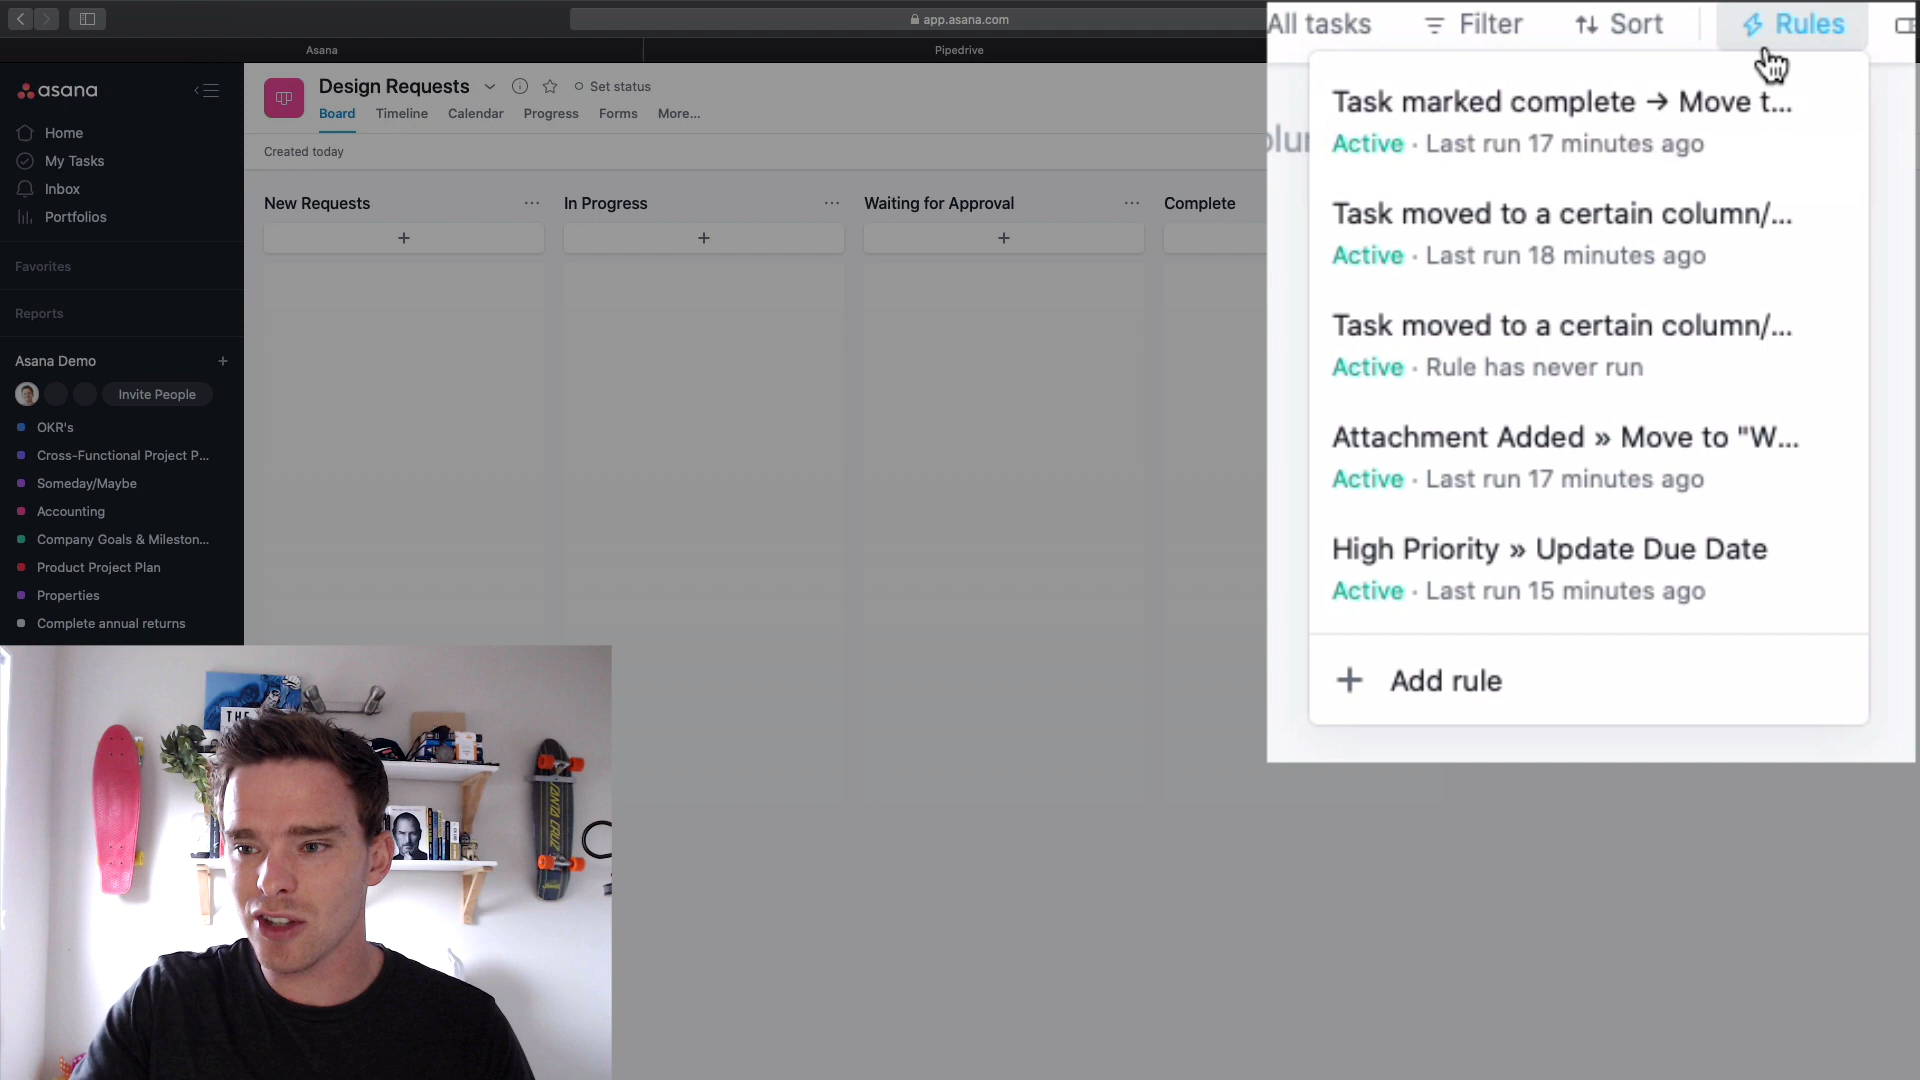 app.asana.com
Asana
Pipedrive
asana
Home
My Tasks
Inbox
Portfolios
Favorites
Reports
Asana Demo
Invite People
OKR's
Cross-Functional Project P...
Someday/Maybe
Accounting
Company Goals & Mileston...
Product Project Plan
Properties
Complete annual returns
Design Requests
Set status
Board
Timeline
Calendar
Progress
Forms
More...
Created today
New Requests
In Progress
Waiting for Approval
Complete
All tasks
Filter
Sort
Rules
Task marked complete → Move t...
Active · Last run 17 minutes ago
Task moved to a certain column/...
Active · Last run 18 minutes ago
Task moved to a certain column/...
Active · Rule has never run
Attachment Added » Move to "W...
Active · Last run 17 minutes ago
High Priority » Update Due Date
Active · Last run 15 minutes ago
+ Add rule
THE
SANTA CRUZ